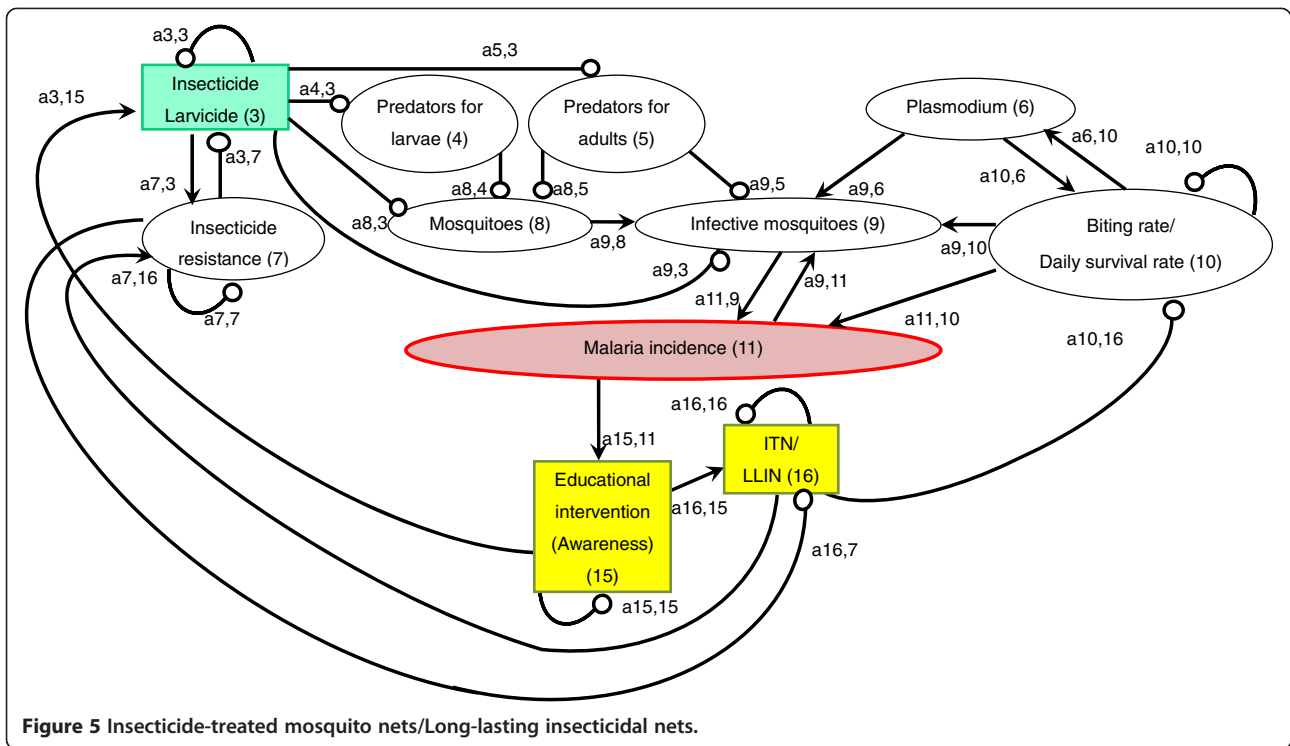 a3,3
a5,3
Insecticide
Larvicide (3)
a3,15
a4,3
Predators for
larvae (4)
Predators for
adults (5)
Plasmodium (6)
a6,10
a10,10
a3,7
a7,3
a10,6
a8,4
a8,5
a9,5
a9,6
a8,3
Insecticide
resistance (7)
Mosquitoes (8)
a9,8
Infective mosquitoes (9)
a9,10
Biting rate/
Daily survival rate (10)
a7,16
a9,3
a9,11
a11,9
a7,7
a11,10
a10,16
Malaria incidence (11)
a16,16
a15,11
ITN/
LLIN (16)
Educational
intervention
(Awareness)
(15)
a16,15
a16,7
a15,15
Figure 5 Insecticide-treated mosquito nets/Long-lasting insecticidal nets.